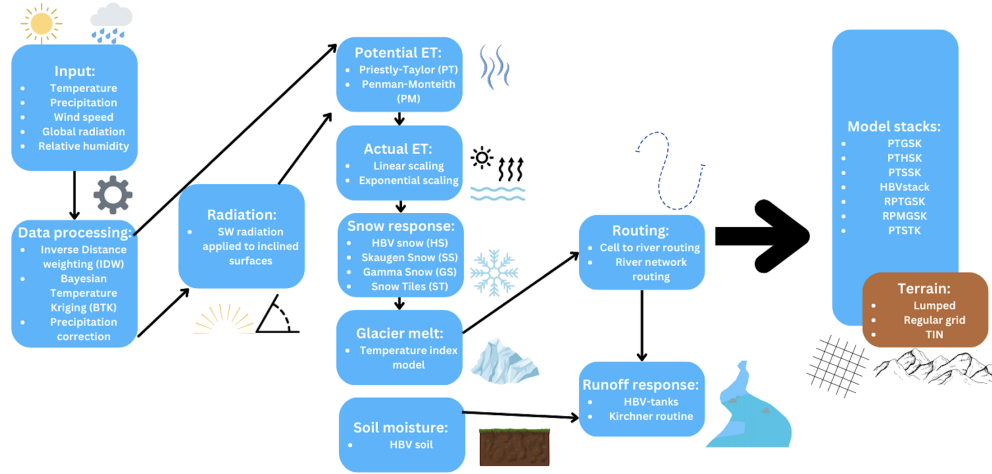 Input:
Temperature
Precipitation
Wind speed
Global radiation
Relative humidity
Data processing:
Inverse Distance
weighting (IDW)
Bayesian
Temperature
Kriging (BTK)
Precipitation
correction
Radiation:
SW radiation
applied to inclined
surfaces
Potential ET:
Priestly-Taylor (PT)
Penman-Monteith
(PM)
Actual ET:
Linear scaling
Exponential scaling
Snow response:
HBV snow (HS)
Skaugen Snow (SS)
Gamma Snow (GS)
Snow Tiles (ST)
Glacier melt:
Temperature index
model
Soil moisture:
HBV soil
Routing:
Cell to river routing
River network
routing
Runoff response:
HBV-tanks
Kirchner routine
Model stacks:
PTGSK
PTHSK
PTSSK
HBVstack
RPTGSK
RPMGSK
PTSTK
Terrain:
Lumped
Regular grid
TIN